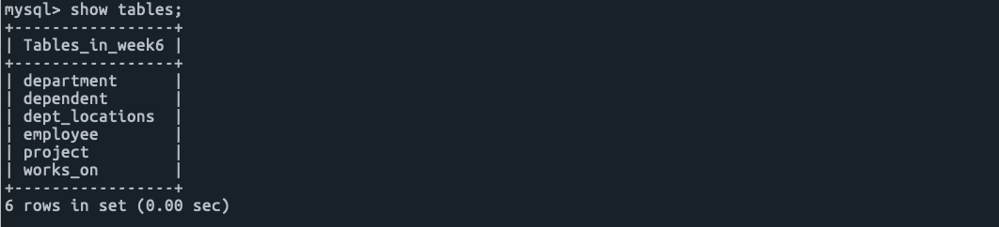 mysql> show tables;
+-----------------+
| Tables_in_week6 |
+-----------------+
| department      |
| dependent       |
| dept_locations  |
| employee        |
| project         |
| works_on        |
+-----------------+
6 rows in set (0.00 sec)